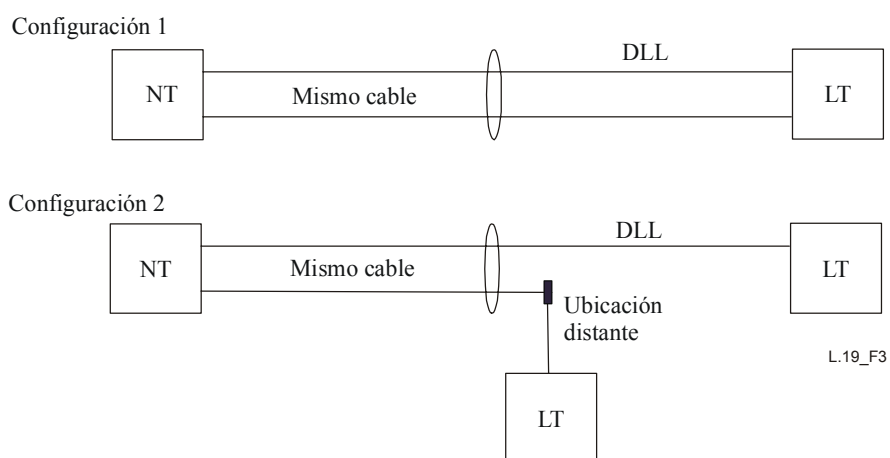 Configuración 1
DLL
NT
Mismo cable
LT
Configuración 2
DLL
NT
Mismo cable
LT
Ubicación
distante
L.19_F3
LT